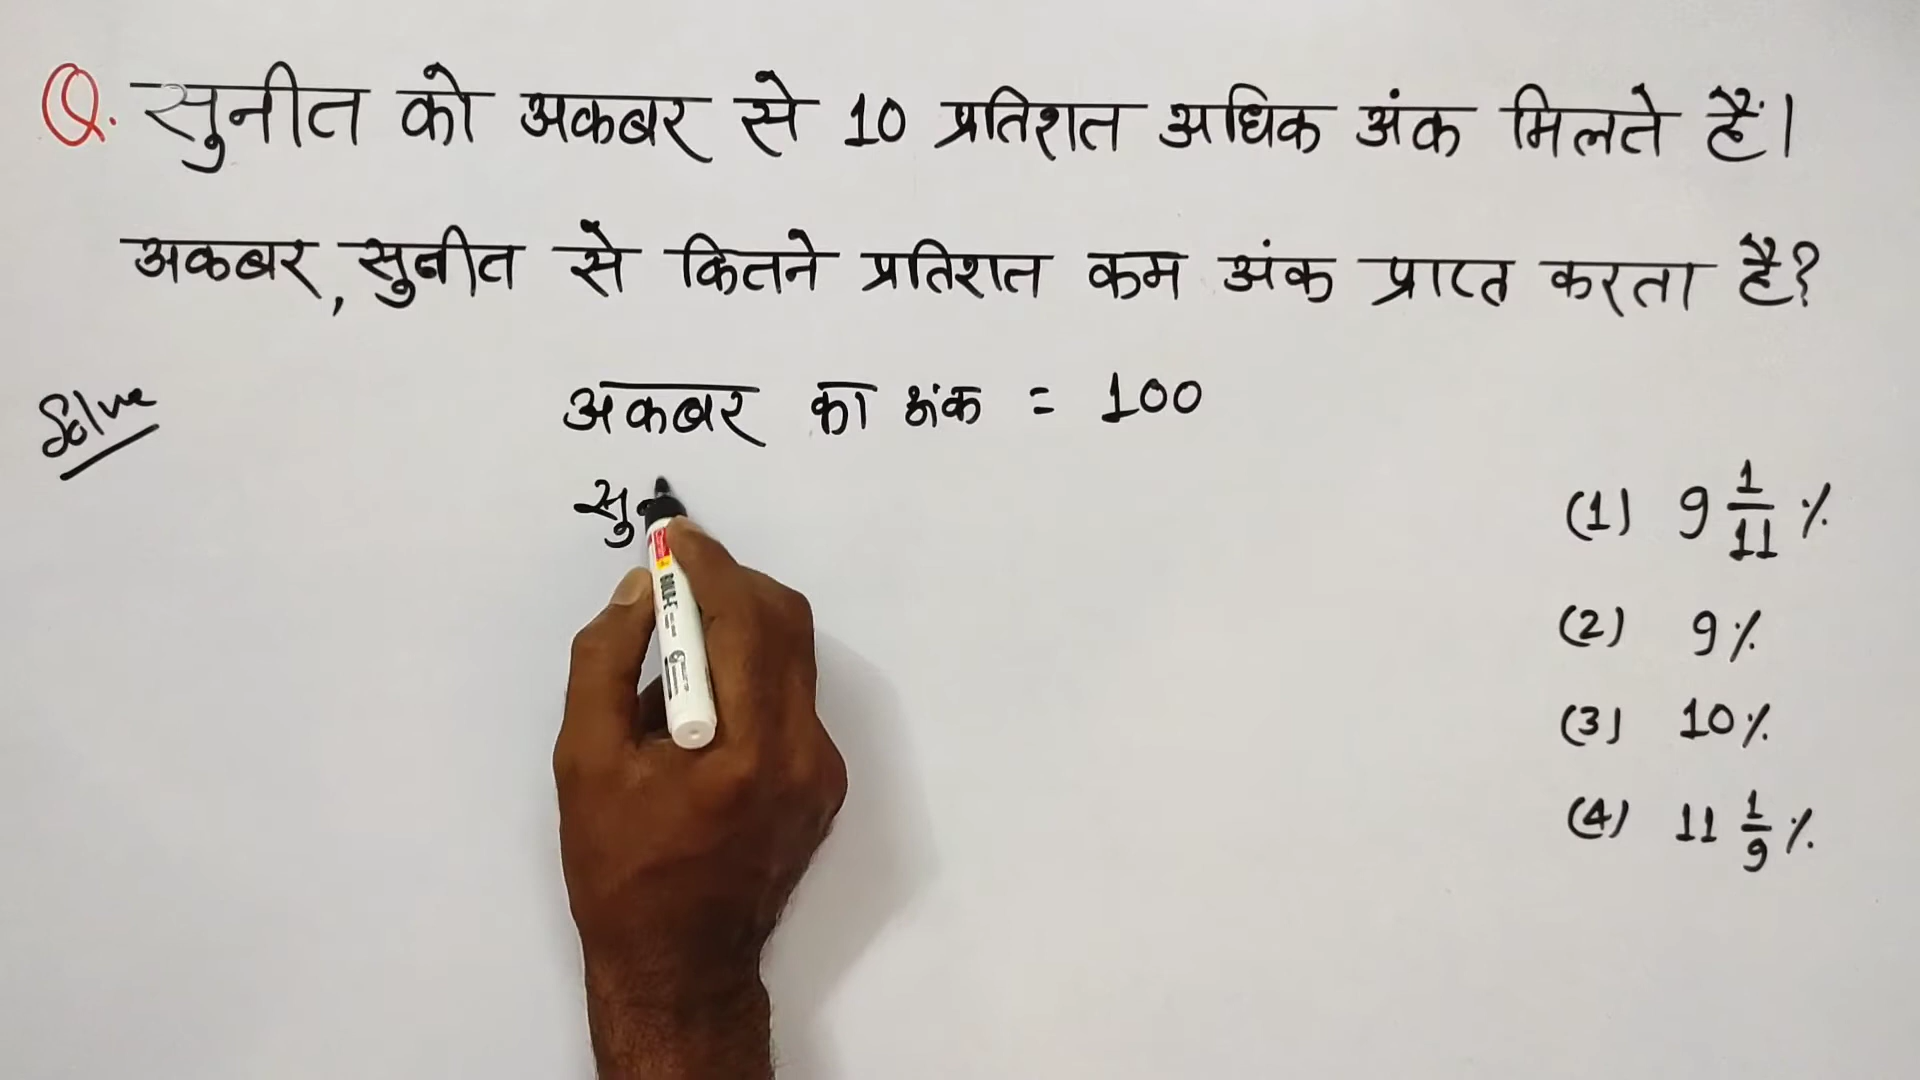 Q. सुनीत को अकबर से 10 प्रतिशत अधिक अंक मिलते हैं।
अकबर, सुनीत से कितने प्रतिशत कम अंक प्राप्त करता है?
Solve
अकबर का अंक = 100
सु
(1) 9 1/11 %
(2) 9%
(3) 10%
(4) 11 1/9 %